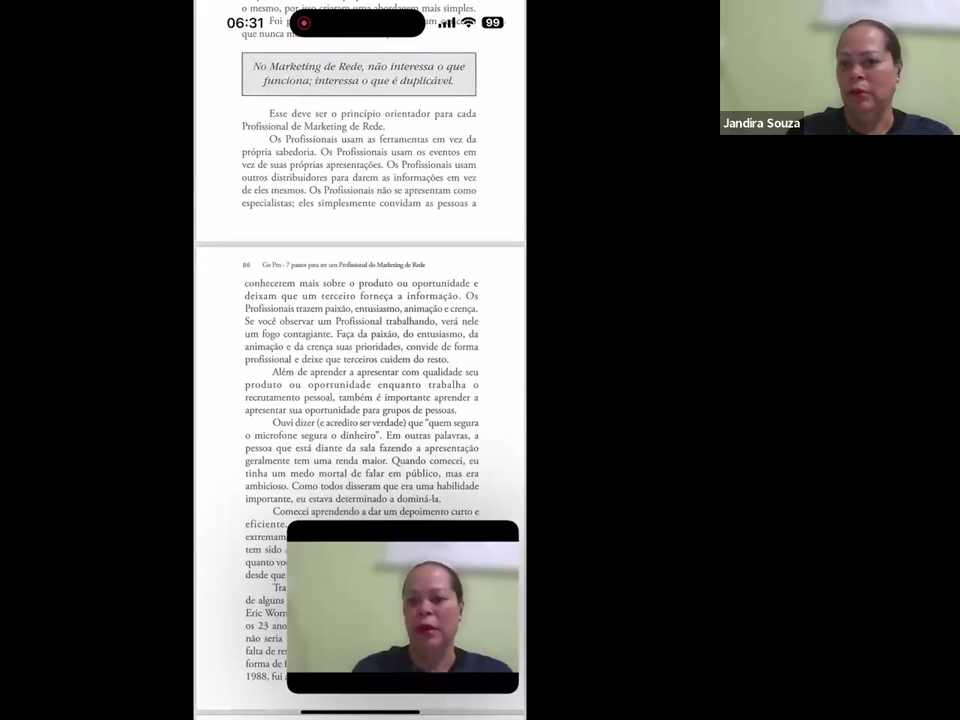 o mesmo, por isso criaram uma abordagem mais simples.
06:31
99
Foi
que nunca
No Marketing de Rede, não interessa o que
funciona; interessa o que é duplicável.
Esse deve ser o princípio orientador para cada
Profissional de Marketing de Rede.
Os Profissionais usam as ferramentas em vez da
própria sabedoria. Os Profissionais usam os eventos em
vez de suas próprias apresentações. Os Profissionais usam
outros distribuidores para darem as informações em vez
de eles mesmos. Os Profissionais não se apresentam como
especialistas; eles simplesmente convidam as pessoas a
86 Go Pro - 7 passos para ser um Profissional do Marketing de Rede
conhecerem mais sobre o produto ou oportunidade e
deixam que um terceiro forneça a informação. Os
Profissionais trazem paixão, entusiasmo, animação e crença.
Se você observar um Profissional trabalhando, verá nele
um fogo contagiante. Faça da paixão, do entusiasmo, da
animação e da crença suas prioridades, convide de forma
profissional e deixe que terceiros cuidem do resto.
Além de aprender a apresentar com qualidade seu
produto ou oportunidade enquanto trabalha o
recrutamento pessoal, também é importante aprender a
apresentar sua oportunidade para grupos de pessoas.
Ouvi dizer (e acredito ser verdade) que “quem segura
o microfone segura o dinheiro”. Em outras palavras, a
pessoa que está diante da sala fazendo a apresentação
geralmente tem uma renda maior. Quando comecei, eu
tinha um medo mortal de falar em público, mas era
ambicioso. Como todos disseram que era uma habilidade
importante, eu estava determinado a dominá-la.
Comecei aprendendo a dar um depoimento curto e
eficiente.
extremam
tem sido
quanto vo
desde que
Tra
de alguns
Eric Worr
os 23 ano
não seria
falta de re
forma de
1988, fui
Jandira Souza